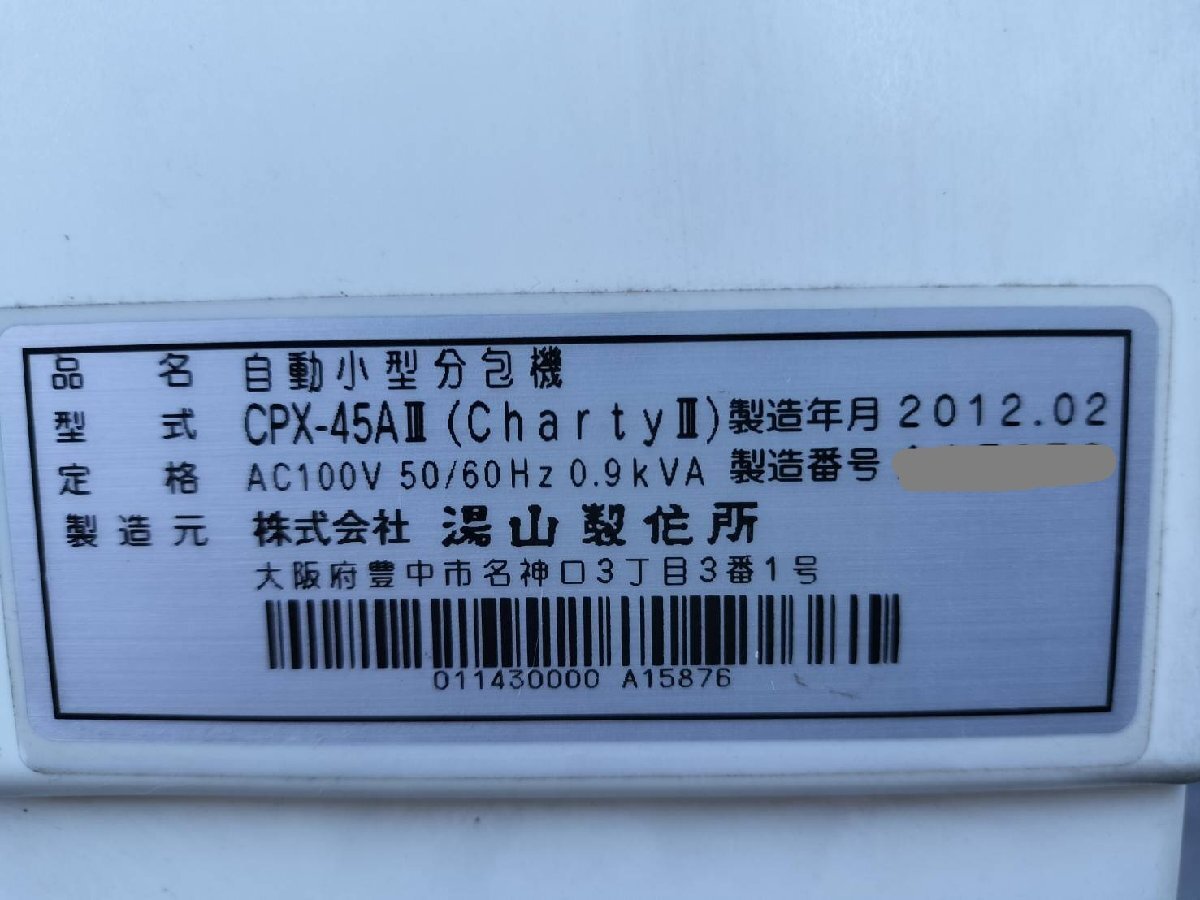 品名 自動小型分包機
型式 CPX-45AⅢ(ChartyⅢ) 製造年月 2012.02
定格 AC100V 50/60Hz 0.9kVA 製造番号
製造元 株式会社 湯山製作所
大阪府豊中市名神口3丁目3番1号
011430000 A15876